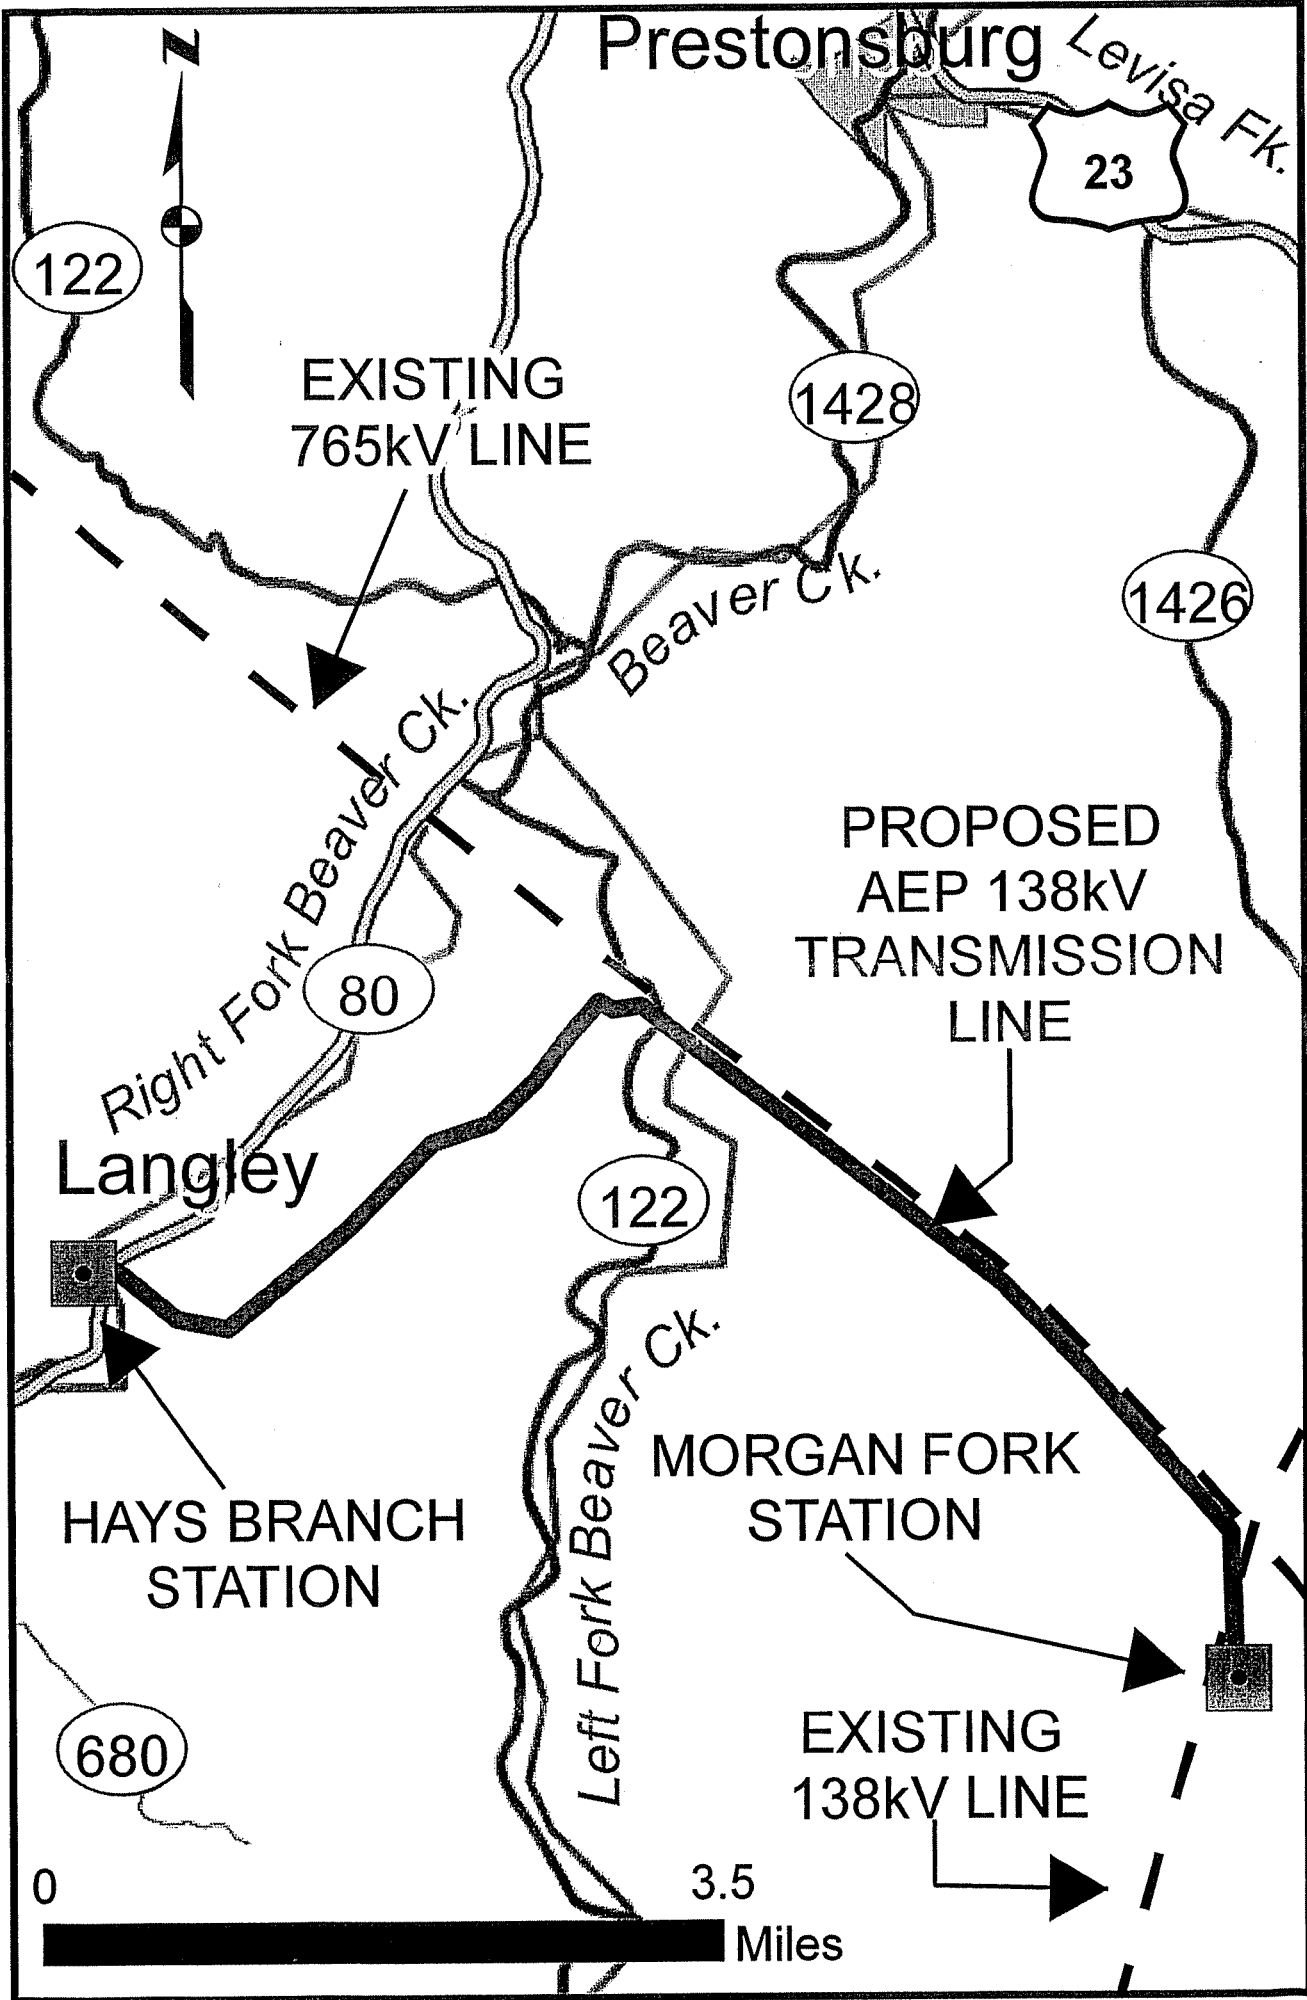 Prestonsburg
Levisa Fk.
N
23
122
EXISTING
765kV LINE
1428
Beaver Ck.
1426
Right Fork Beaver Ck.
PROPOSED
AEP 138kV
TRANSMISSION
LINE
80
Langley
122
Left Fork Beaver Ck.
MORGAN FORK
STATION
HAYS BRANCH
STATION
680
EXISTING
138kV LINE
0
3.5
Miles